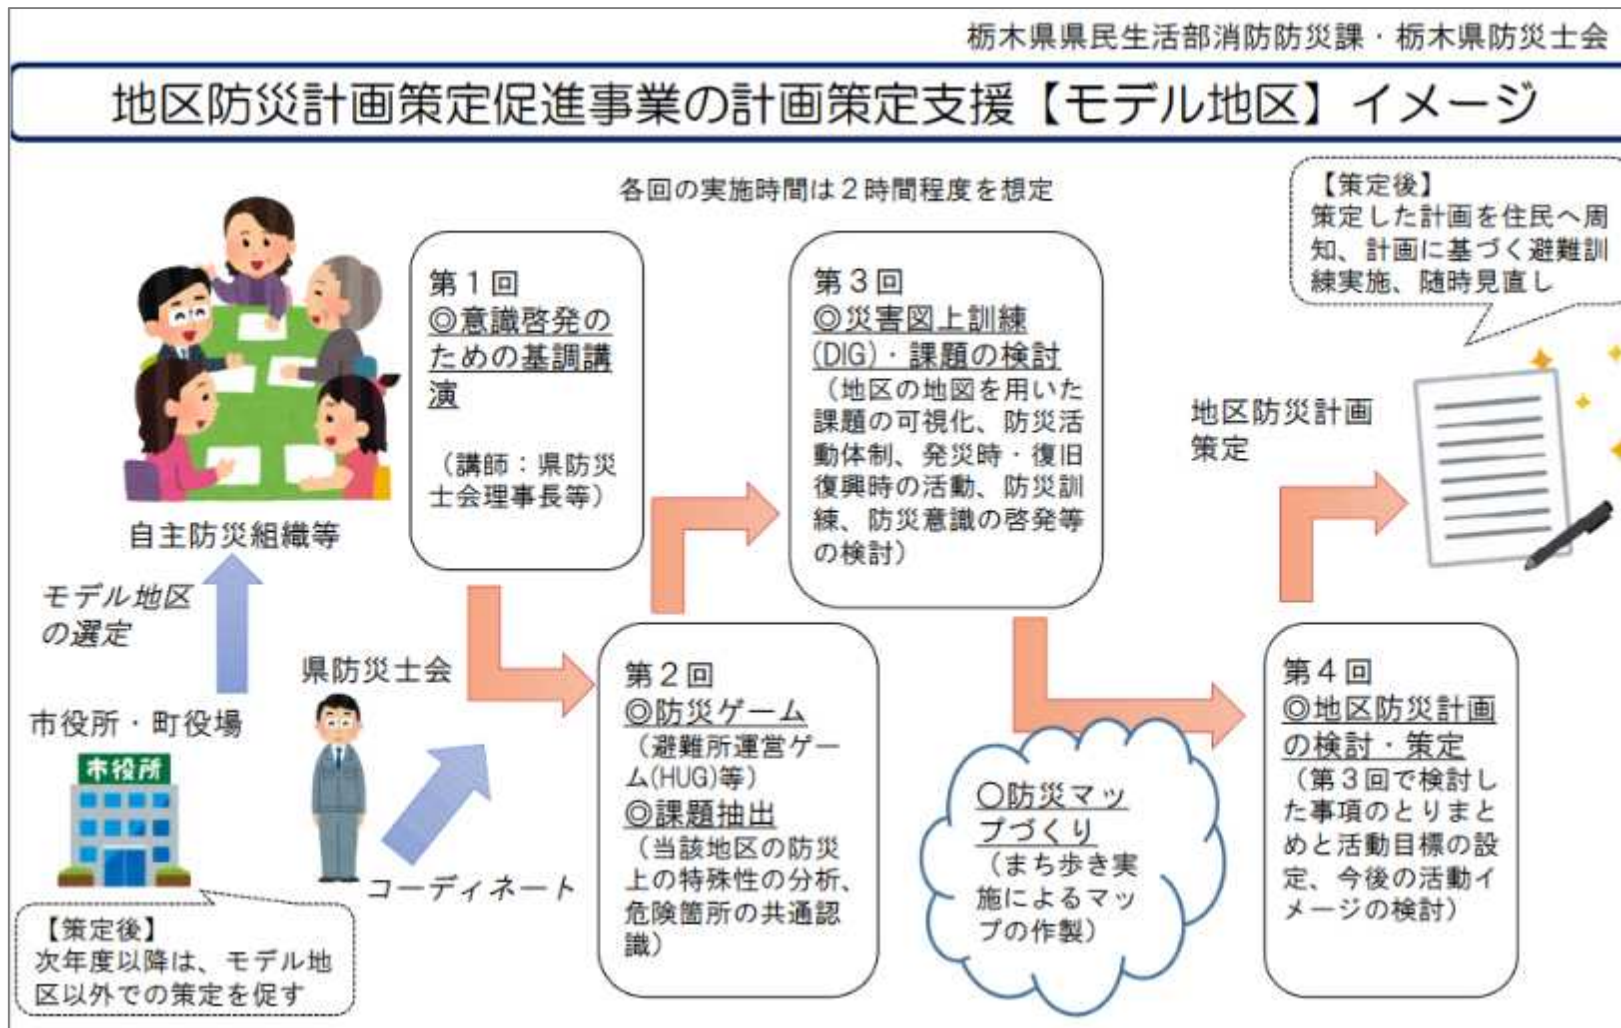 栃木県県民生活部消防防災課・栃木県防災士会
地区防災計画策定促進事業の計画策定支援【モデル地区】イメージ
各回の実施時間は２時間程度を想定
自主防災組織等
モデル地区
の選定
市役所・町役場
市役所
【策定後】
次年度以降は、モデル地
区以外での策定を促す
県防災士会
コーディネート
第１回
◎意識啓発の
ための基調講
演
（講師：県防災
士会理事長等）
第２回
◎防災ゲーム
（避難所運営ゲー
ム(HUG)等）
◎課題抽出
（当該地区の防災
上の特殊性の分析、
危険箇所の共通認
識）
第３回
◎災害図上訓練
(DIG)・課題の検討
（地区の地図を用いた
課題の可視化、防災活
動体制、発災時・復旧
復興時の活動、防災訓
練、防災意識の啓発等
の検討）
〇防災マッ
プづくり
（まち歩き実
施によるマッ
プの作製）
第４回
◎地区防災計画
の検討・策定
（第３回で検討し
た事項のとりまと
めと活動目標の設
定、今後の活動イ
メージの検討）
地区防災計画
策定
【策定後】
策定した計画を住民へ周
知、計画に基づく避難訓
練実施、随時見直し